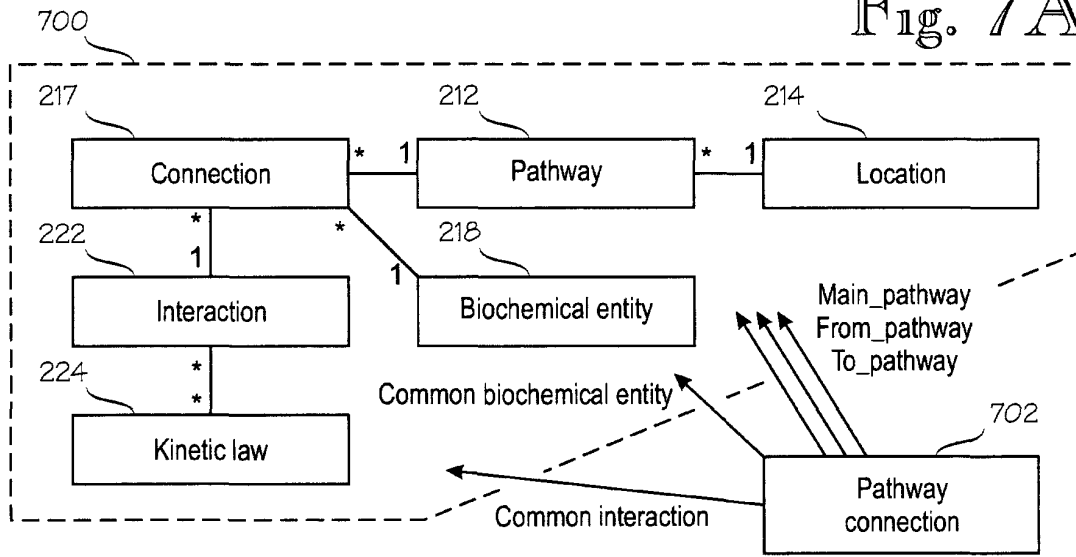 Fig. 7A
700
217
212
214
Connection
* 1
Pathway
* 1
Location
*
1
*
1
222
218
Interaction
Biochemical entity
*
*
224
Kinetic law
Main_pathway
From_pathway
To_pathway
Common biochemical entity
702
Pathway
connection
Common interaction